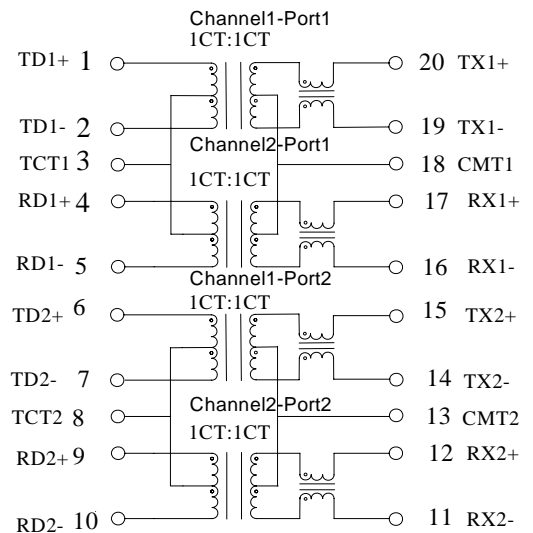 Channel1-Port1
1CT:1CT
TD1+ 1 20 TX1+
TD1- 2 19 TX1-
Channel2-Port1
TCT1 3 18 CMT1
1CT:1CT
RD1+ 4 17 RX1+
RD1- 5 16 RX1-
Channel1-Port2
1CT:1CT
TD2+ 6 15 TX2+
TD2- 7 14 TX2-
Channel2-Port2
TCT2 8 13 CMT2
1CT:1CT
RD2+ 9 12 RX2+
RD2- 10 11 RX2-